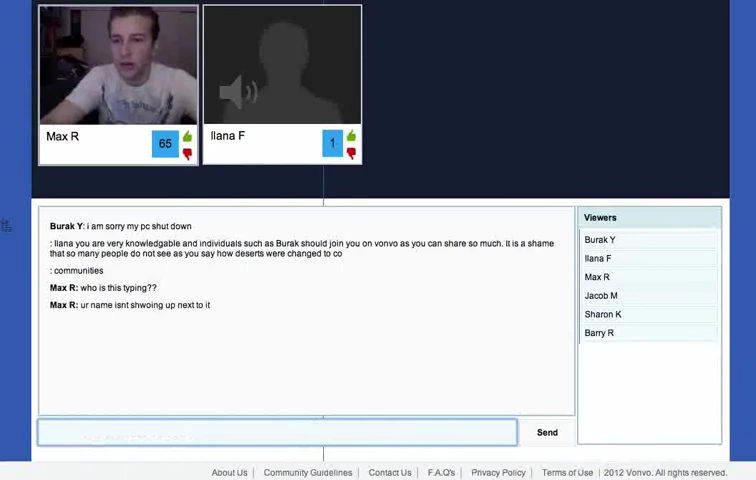 Max R
65
Ilana F
1
Burak Y: i am sorry my pc shut down
: Ilana you are very knowledgable and individuals such as Burak should join you on vonvo as you can share so much. It is a shame
that so many people do not see as you say how deserts were changed to co
: communities
Max R: who is this typing??
Max R: ur name isnt shwoing up next to it
Viewers
Burak Y
Ilana F
Max R
Jacob M
Sharon K
Barry R
Send
About Us | Community Guidelines | Contact Us | F.A.Q's | Privacy Policy | Terms of Use | 2012 Vonvo. All rights reserved.